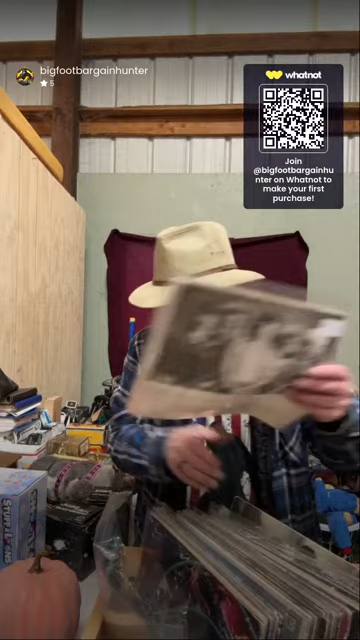 bigfootbargainhunter
★ 5
whatnot
Join
@bigfootbargainhu
nter on Whatnot to
make your first
purchase!